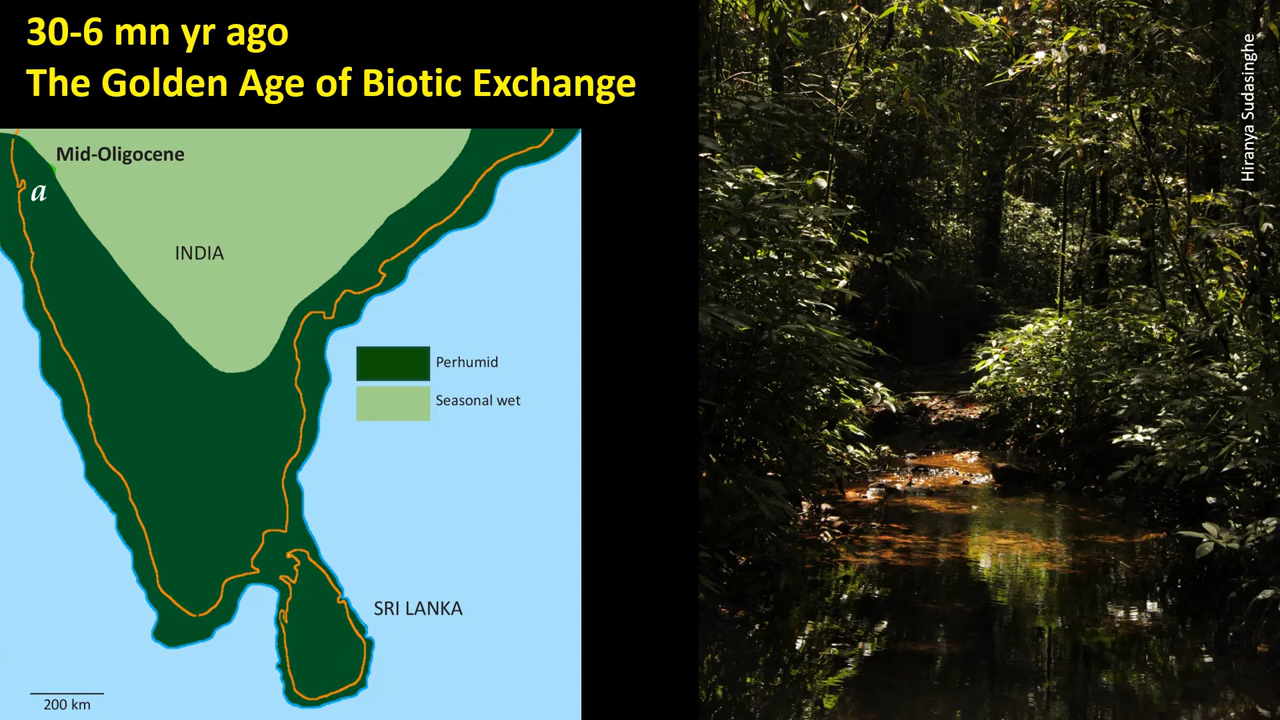 30-6 mn yr ago
The Golden Age of Biotic Exchange
Mid-Oligocene
a
INDIA
Perhumid
Seasonal wet
SRI LANKA
200 km
Hiranya Sudasinghe